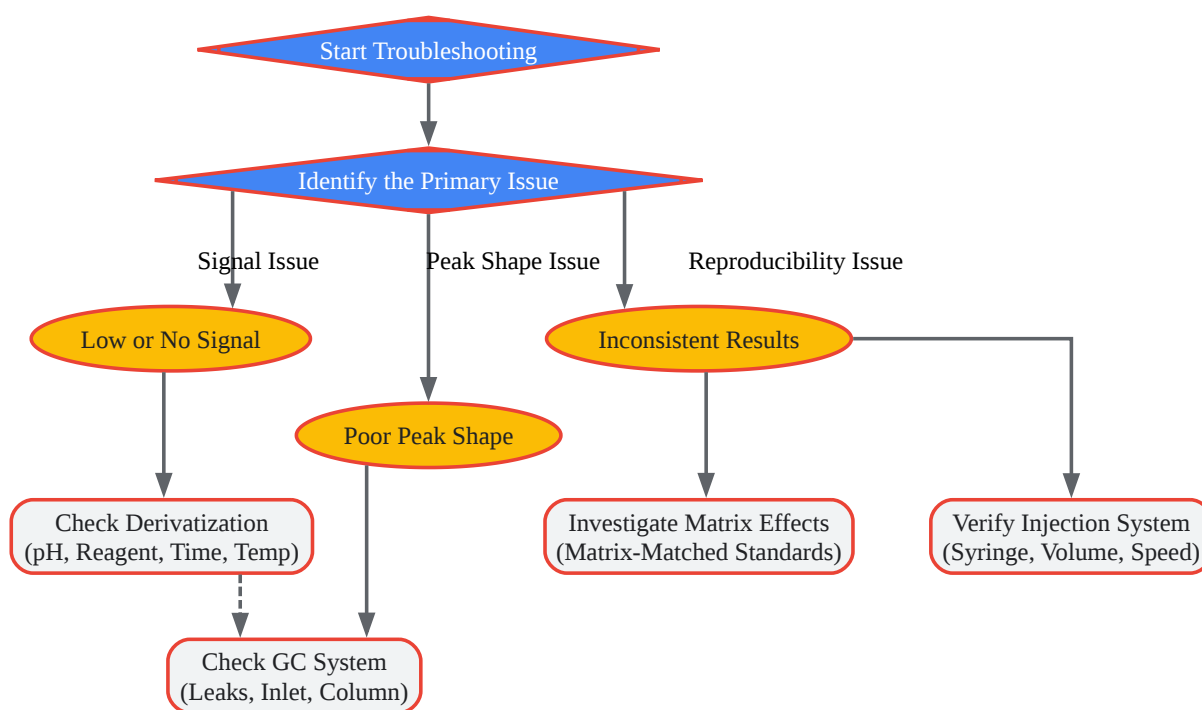 Start Troubleshooting
Identify the Primary Issue
Signal Issue
Peak Shape Issue
Reproducibility Issue
Low or No Signal
Inconsistent Results
Poor Peak Shape
Check Derivatization
(pH, Reagent, Time, Temp)
Investigate Matrix Effects
(Matrix-Matched Standards)
Verify Injection System
(Syringe, Volume, Speed)
Check GC System
(Leaks, Inlet, Column)